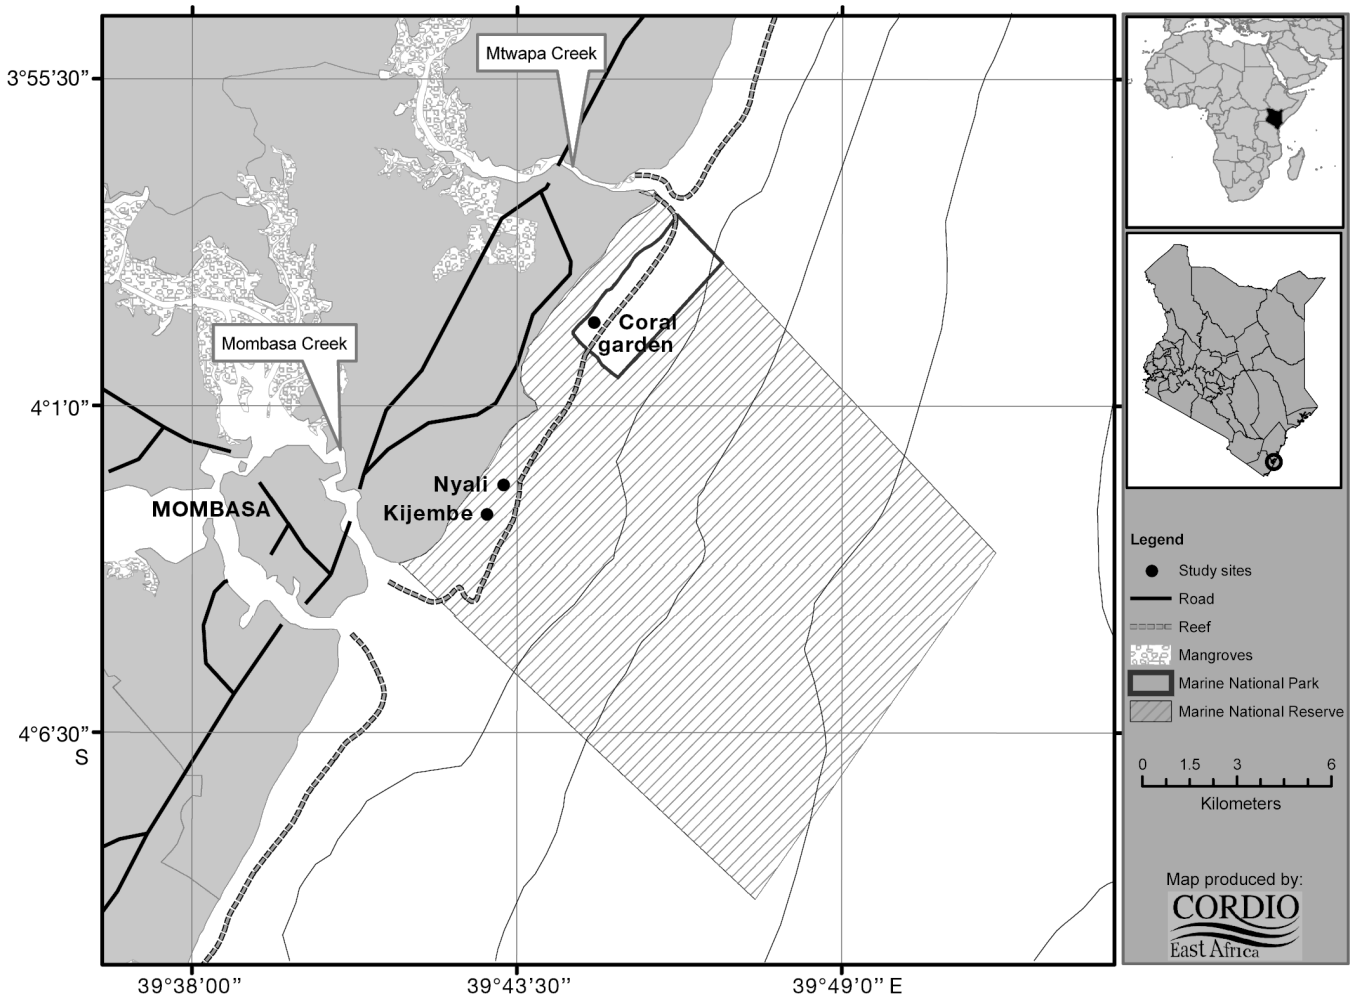 Mtwapa Creek
3°55’30”
Coral
garden
Mombasa Creek
4°1’0”
Nyali
Kijembe
MOMBASA
4°6’30”
S
39°38’00”
39°43’30”
39°49’0” E
Legend
Study sites
Road
Reef
Mangroves
Marine National Park
Marine National Reserve
0 1.5 3 6
Kilometers
Map produced by:
CORDIO
East Africa